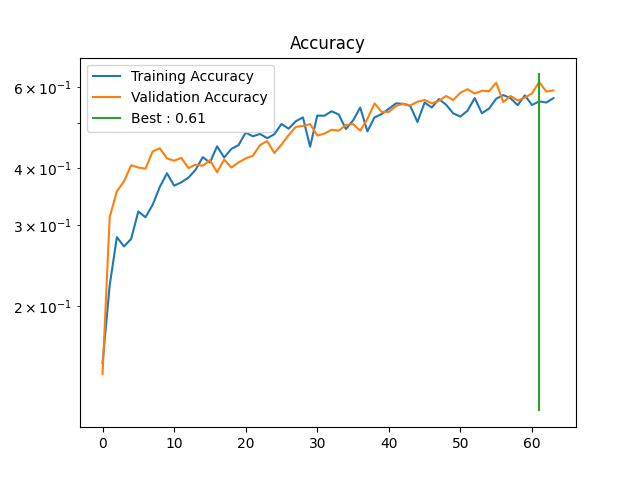 Accuracy
Training Accuracy
Validation Accuracy
Best : 0.61
6 × 10⁻¹
4 × 10⁻¹
3 × 10⁻¹
2 × 10⁻¹
0 10 20 30 40 50 60